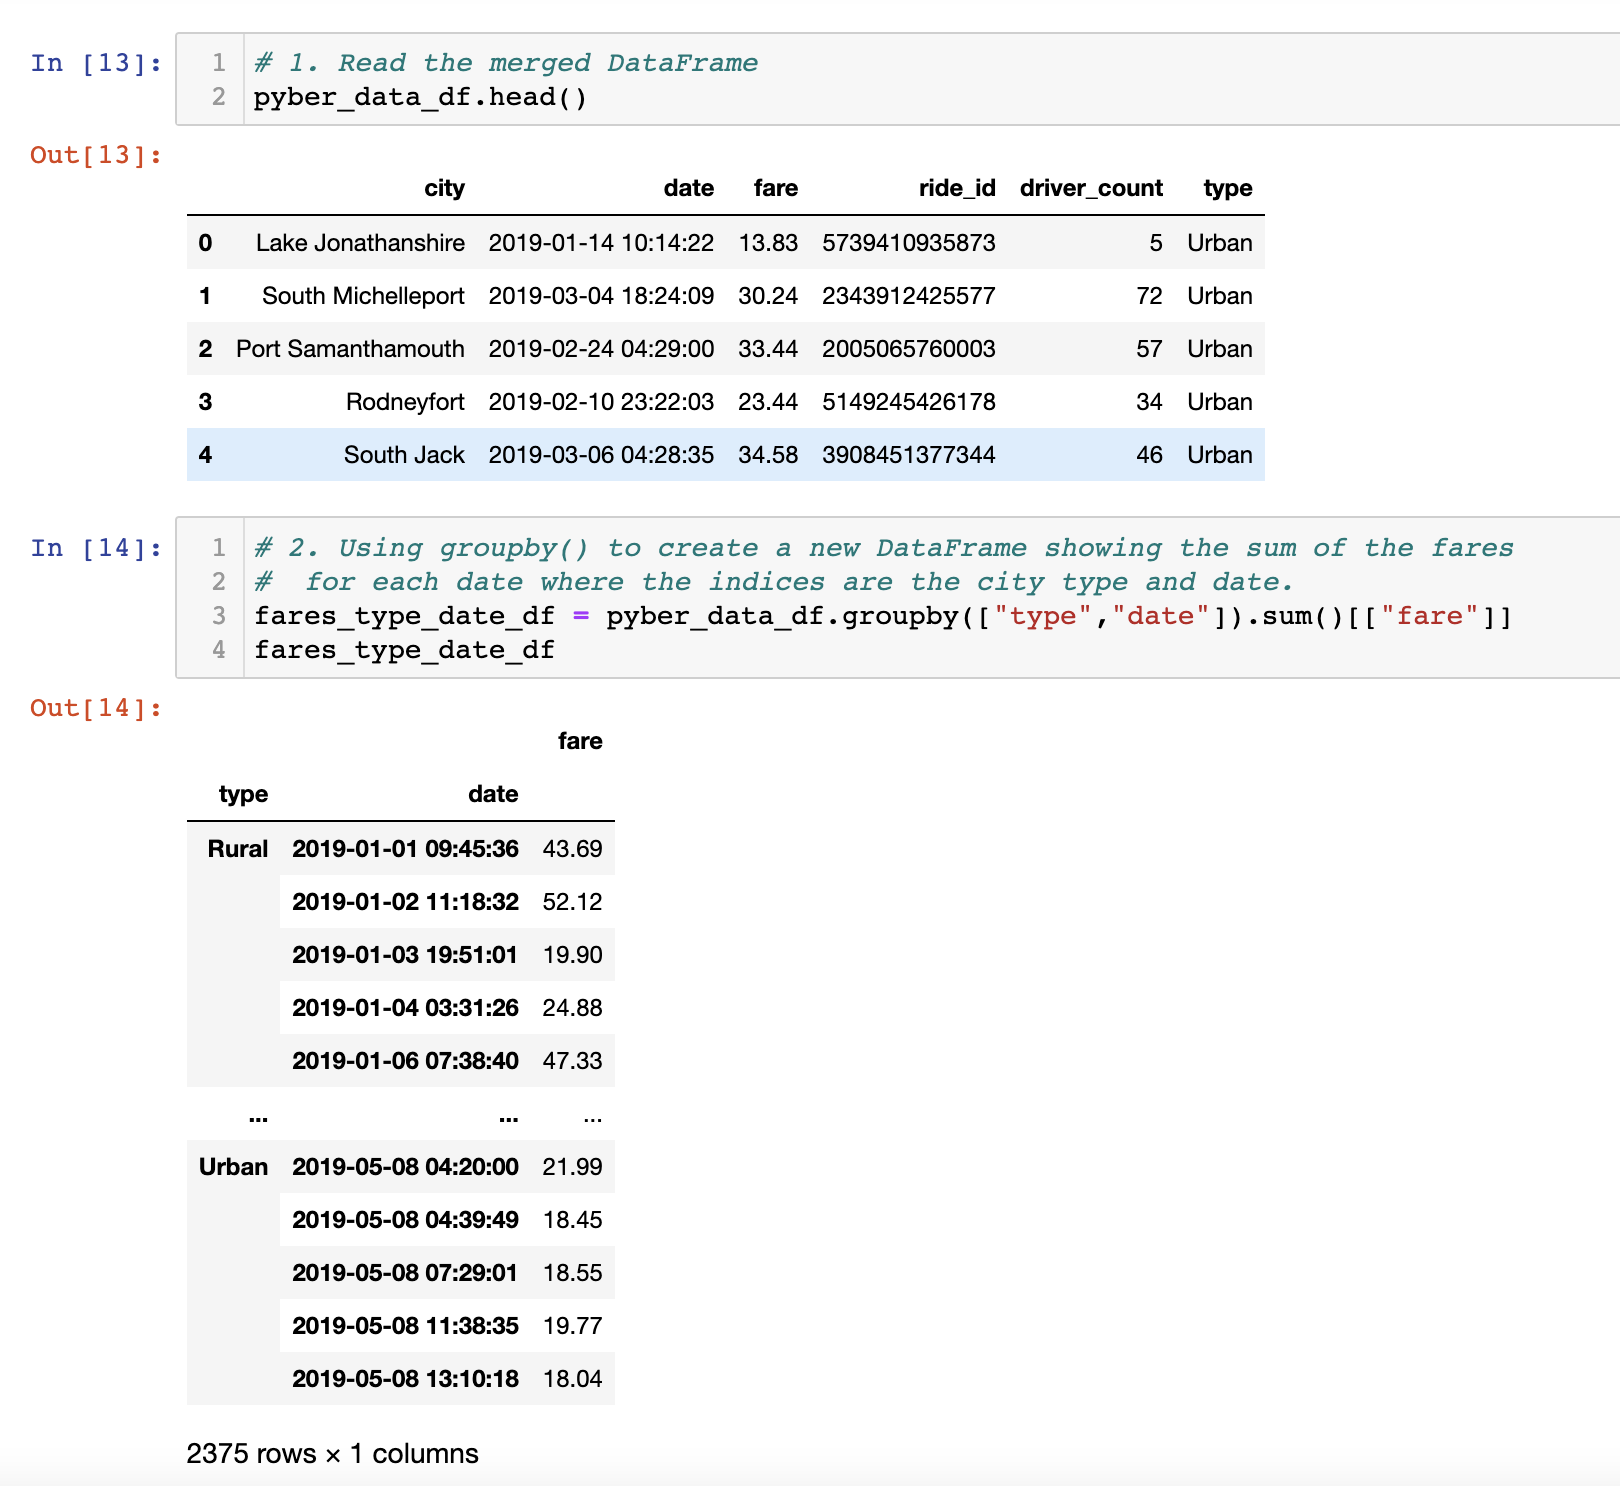 In [13]:
1 # 1. Read the merged DataFrame
2 pyber_data_df.head()
Out[13]:
city date fare ride_id driver_count type
0 Lake Jonathanshire 2019-01-14 10:14:22 13.83 5739410935873 5 Urban
1 South Michelleport 2019-03-04 18:24:09 30.24 2343912425577 72 Urban
2 Port Samanthamouth 2019-02-24 04:29:00 33.44 2005065760003 57 Urban
3 Rodneyfort 2019-02-10 23:22:03 23.44 5149245426178 34 Urban
4 South Jack 2019-03-06 04:28:35 34.58 3908451377344 46 Urban
In [14]:
1 # 2. Using groupby() to create a new DataFrame showing the sum of the fares
2 #  for each date where the indices are the city type and date.
3 fares_type_date_df = pyber_data_df.groupby(["type","date"]).sum()[["fare"]]
4 fares_type_date_df
Out[14]:
fare
type date
Rural 2019-01-01 09:45:36 43.69
2019-01-02 11:18:32 52.12
2019-01-03 19:51:01 19.90
2019-01-04 03:31:26 24.88
2019-01-06 07:38:40 47.33
... ... ...
Urban 2019-05-08 04:20:00 21.99
2019-05-08 04:39:49 18.45
2019-05-08 07:29:01 18.55
2019-05-08 11:38:35 19.77
2019-05-08 13:10:18 18.04
2375 rows × 1 columns